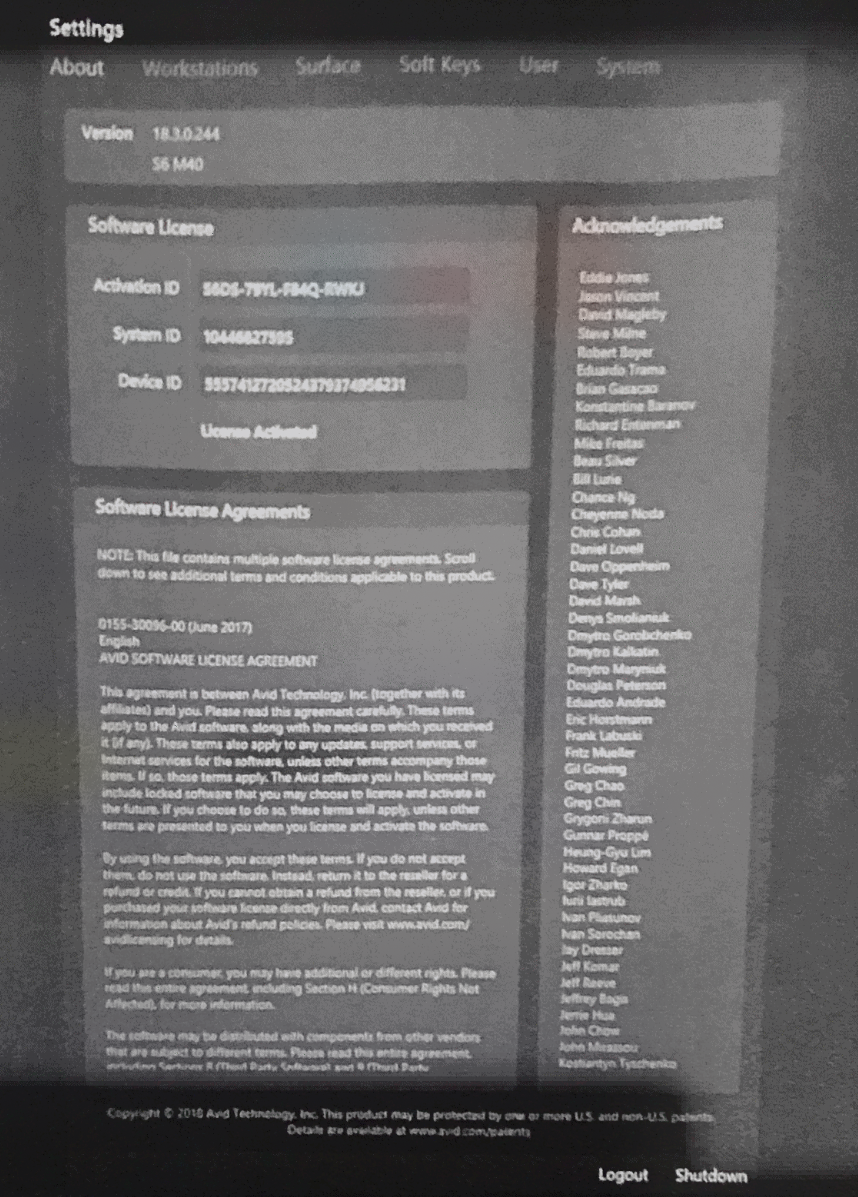 Settings
About Workstations Surface Soft Keys User System
Version 18.3.0.244
S6 M40
Software License
Activation ID
System ID 10446827595
Device ID
License Activated
Software License Agreements
NOTE: This file contains multiple software license agreements. Scroll
down to see additional terms and conditions applicable to this product.
0155-30096-00 (June 2017)
English
AVID SOFTWARE LICENSE AGREEMENT
This agreement is between Avid Technology, Inc. (together with its
affiliates) and you. Please read this agreement carefully. These terms
apply to the Avid software, along with the media on which you received
it (if any). These terms also apply to any updates, support services, or
Internet services for the software, unless other terms accompany those
items. If so, those terms apply. The Avid software you have licensed may
include locked software that you may choose to license and activate in
the future. If you choose to do so, these terms will apply, unless other
terms are presented to you when you license and activate the software.
By using the software, you accept these terms. If you do not accept
them, do not use the software. Instead, return it to the reseller for a
refund or credit. If you cannot obtain a refund from the reseller, or if you
purchased your software license directly from Avid, contact Avid for
information about Avid's refund policies. Please visit www.avid.com/
avidlicensing for details.
If you are a consumer, you may have additional or different rights. Please
read this entire agreement, including Section H (Consumer Rights Not
Affected), for more information.
The software may be distributed with components from other vendors
that are subject to different terms. Please read this entire agreement,
Acknowledgements
Eddie Jones
Jason Vincent
David Magleby
Steve Milne
Robert Boyer
Eduardo Trama
Brian Gasacao
Konstantine Baranov
Richard Entenman
Mike Freitas
Beau Silver
Bill Lurie
Chance Ng
Cheyenne Noda
Chris Cohan
Daniel Lovell
Dave Oppenheim
Dave Tyler
David Marsh
Denys Smolianiuk
Dmytro Gorobchenko
Dmytro Kalkatin
Dmytro Maryniuk
Douglas Peterson
Eduardo Andrade
Eric Horstmann
Frank Labuski
Fritz Mueller
Gil Gowing
Greg Chao
Greg Chin
Grygorii Zharun
Gunnar Proppé
Heung-Gyu Lim
Howard Egan
Igor Zharko
Iurii Iastrub
Ivan Pliasunov
Ivan Sorochan
Jay Dresser
Jeff Komar
Jeff Reeve
Jeffrey Bagis
Jerrie Hua
John Chow
John Mirassou
Kostiantyn Tyschenko
Copyright © 2018 Avid Technology, Inc. This product may be protected by one or more U.S. and non-U.S. patents.
Details are available at www.avid.com/patents
Logout Shutdown